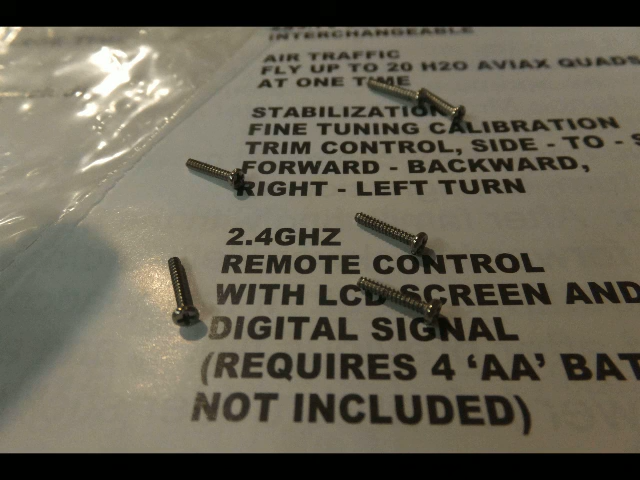 INTERCHANGEABLE
AIR TRAFFIC
FLY UP TO 20 H2O AVIAX QUADS
AT ONE TIME
STABILIZATION
FINE TUNING CALIBRATION
TRIM CONTROL, SIDE - TO - S
FORWARD - BACKWARD,
RIGHT - LEFT TURN
2.4GHZ
REMOTE CONTROL
WITH LCD SCREEN AND
DIGITAL SIGNAL
(REQUIRES 4 ‘AA’ BAT
NOT INCLUDED)